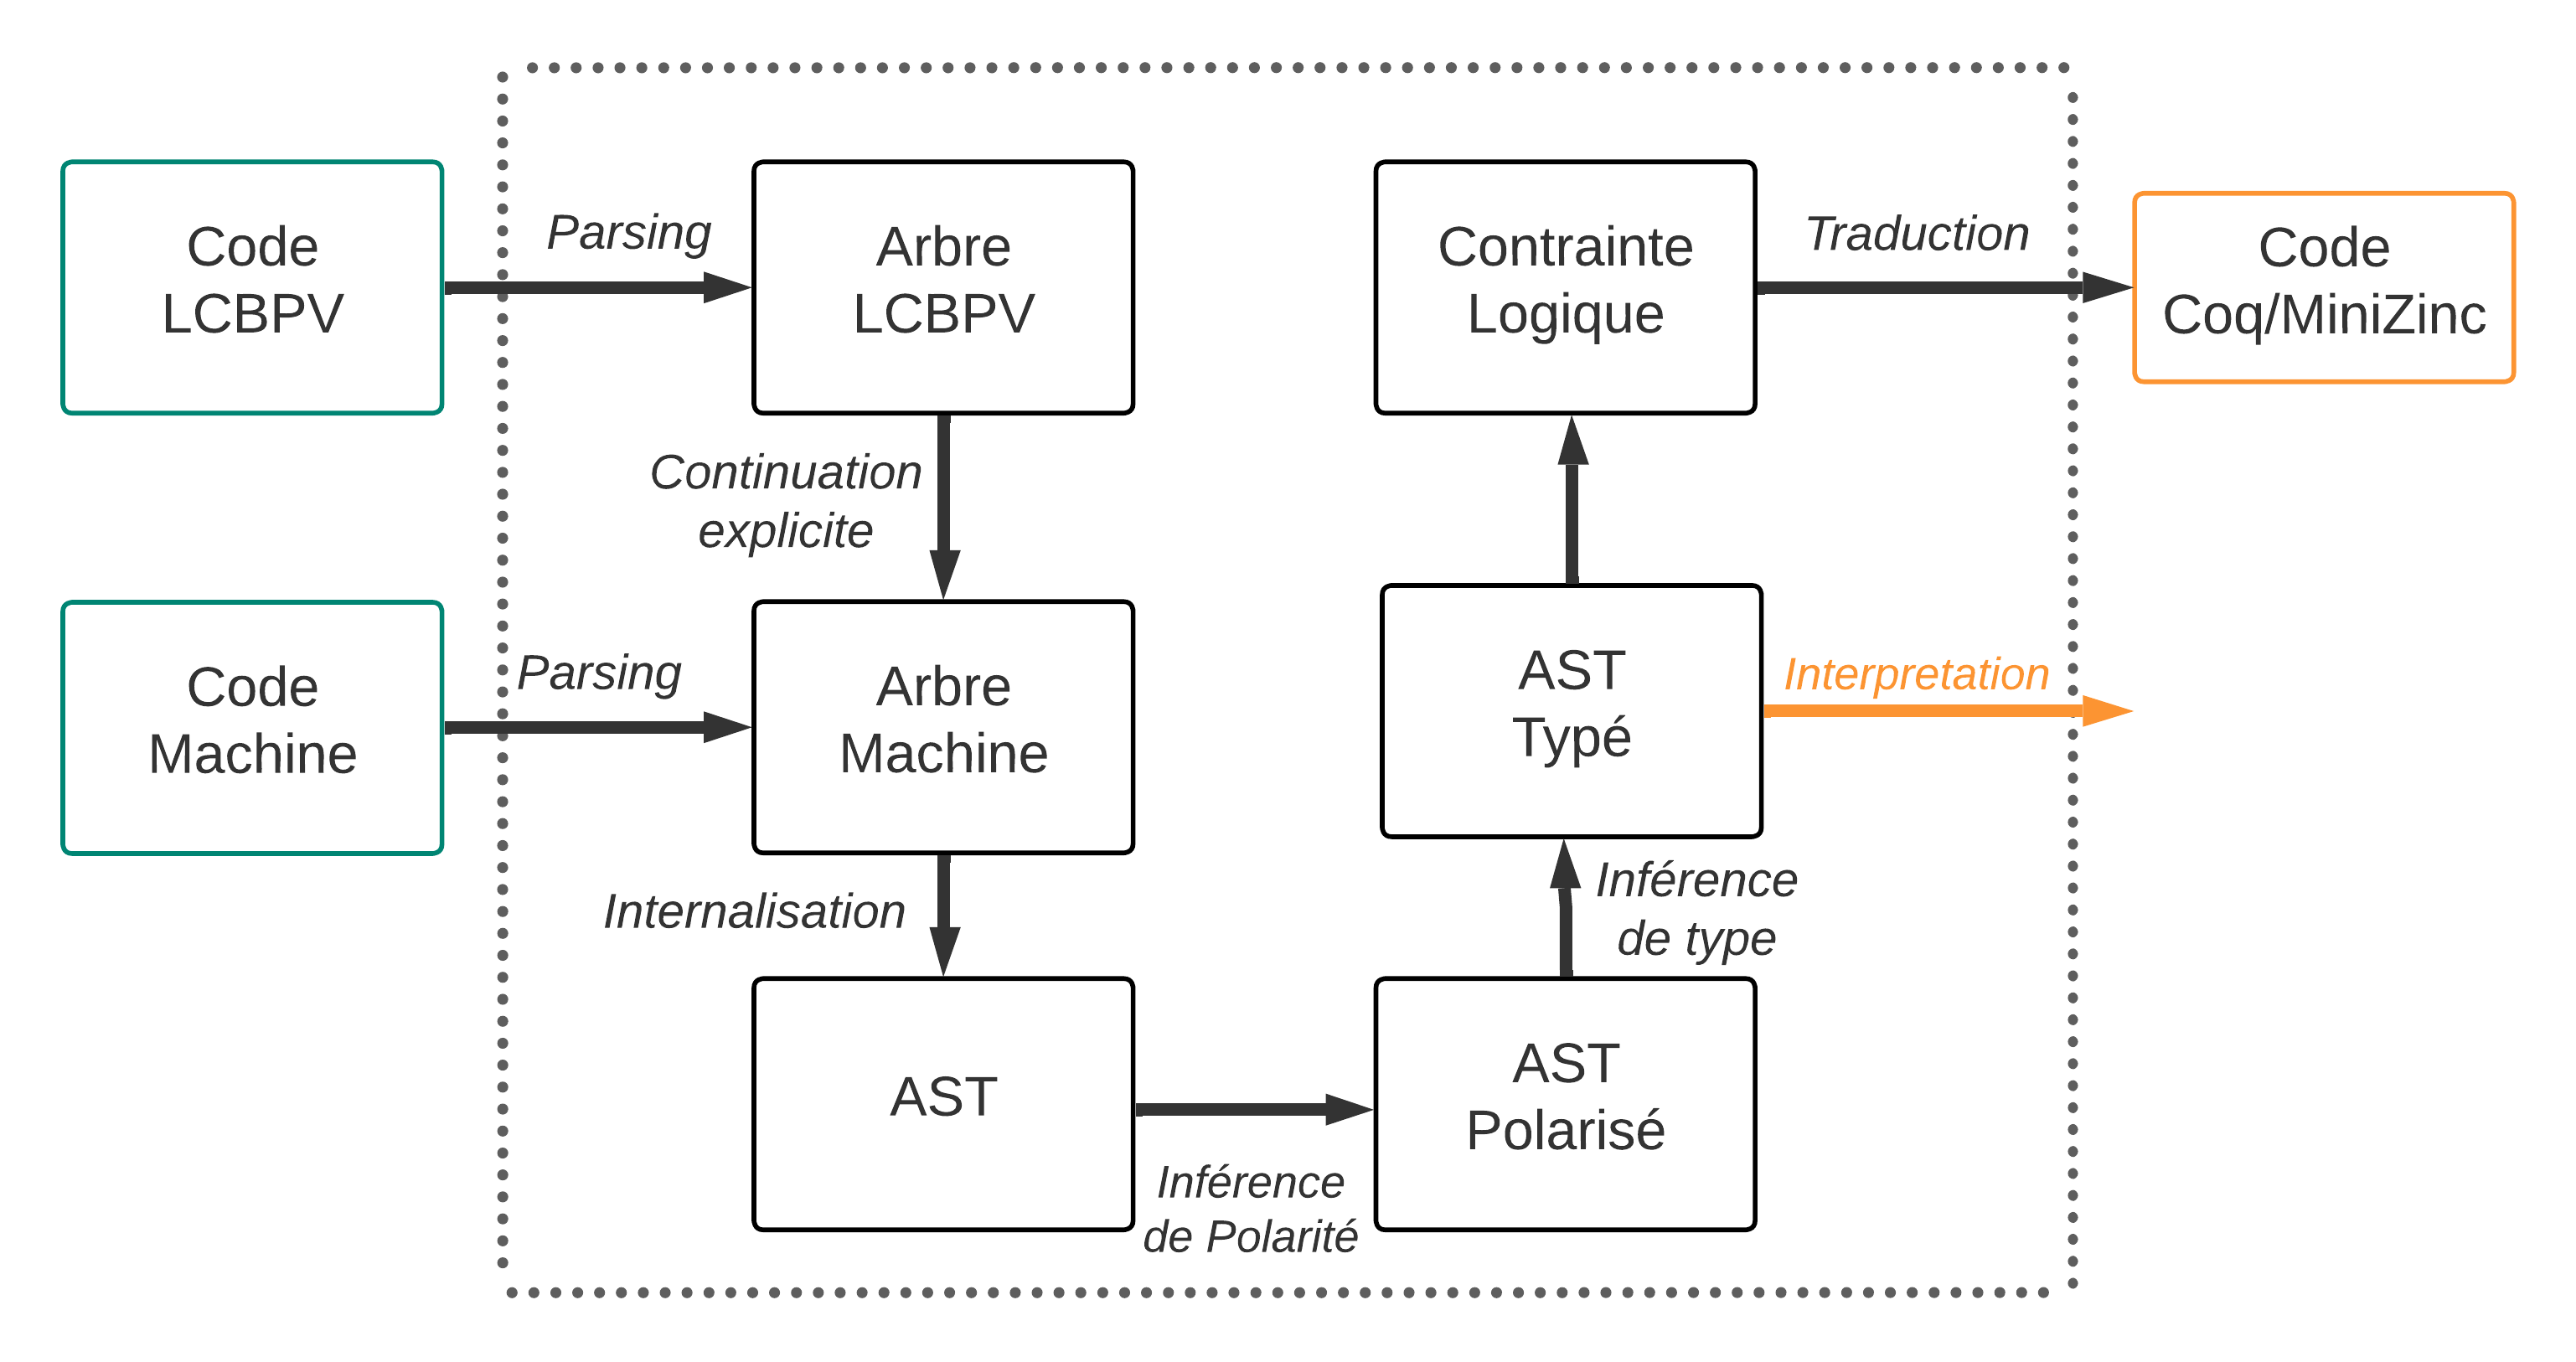 Code
LCBPV
Parsing
Arbre
LCBPV
Contrainte
Logique
Traduction
Code
Coq/MiniZinc
Continuation
explicite
Code
Machine
Parsing
Arbre
Machine
AST
Typé
Interpretation
Internalisation
Inférence
de type
AST
Inférence
de Polarité
AST
Polarisé